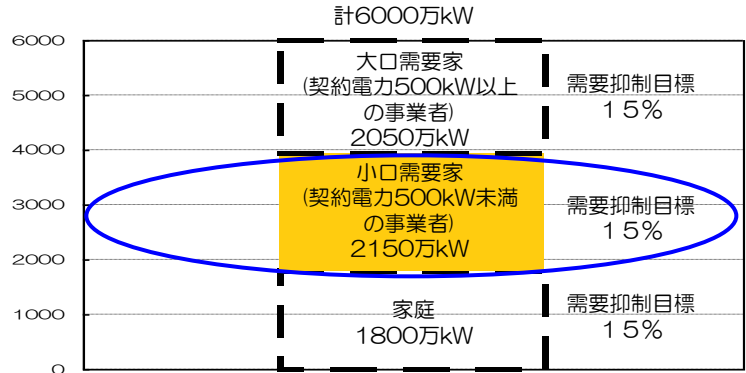 計6000万kW
6000
5000
4000
3000
2000
1000
0
大口需要家
(契約電力500kW以上
の事業者)
2050万kW
需要抑制目標
１５%
小口需要家
(契約電力500kW未満
の事業者)
2150万kW
需要抑制目標
１５%
家庭
1800万kW
需要抑制目標
１５%